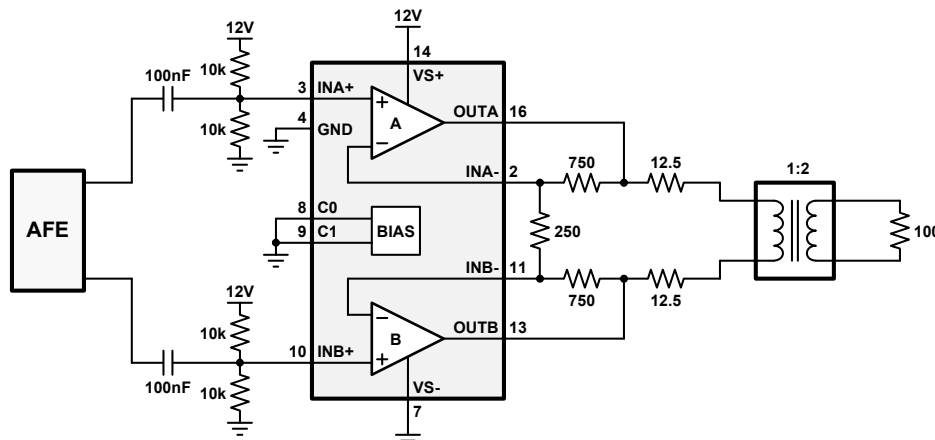 12V
12V
14
10k
100nF
VS+
3 INA+
10k
4 GND
A
OUTA 16
750
12.5
1:2
INA- 2
AFE
8 C0
9 C1
BIAS
250
INB- 11
12V
750
12.5
10k
B
OUTB 13
10 INB+
100nF
10k
VS-
7